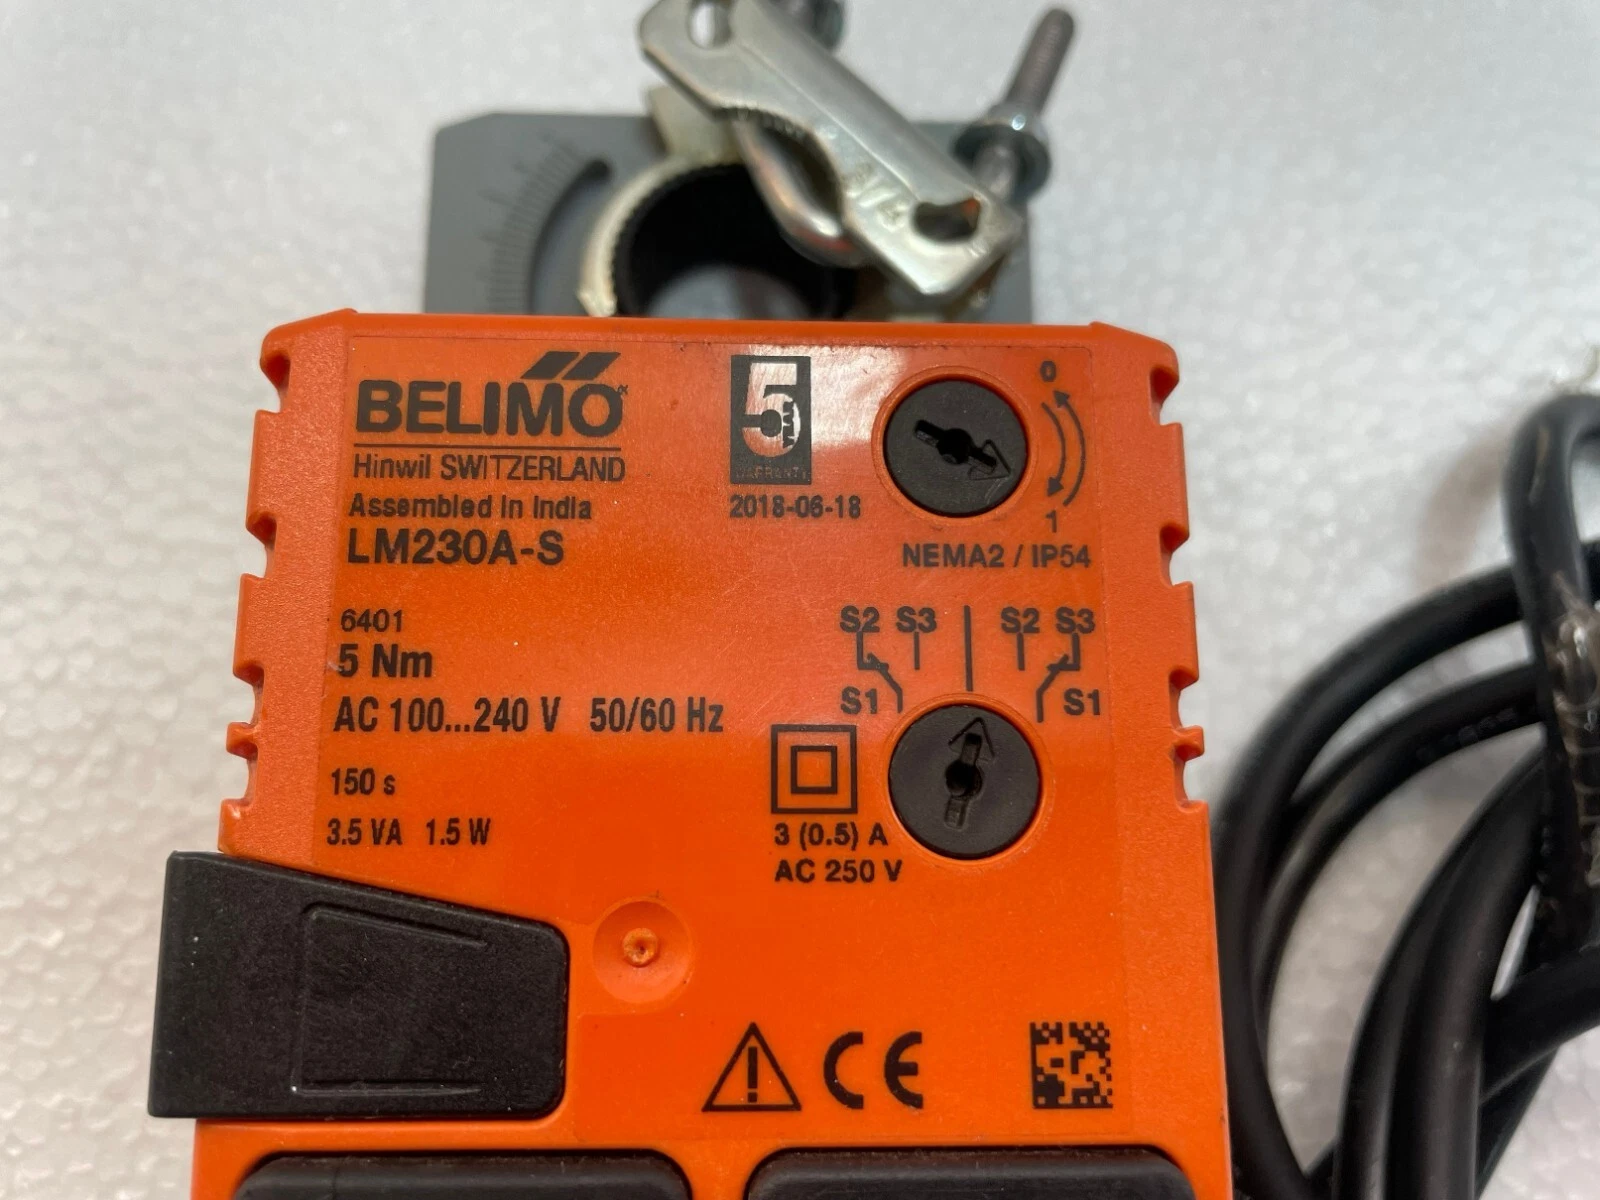 BELIMO
Hinwil SWITZERLAND
Assembled in India
LM230A-S
5
YEAR
WARRANTY
2018-06-18
0
1
NEMA2 / IP54
6401
5 Nm
AC 100...240 V 50/60 Hz
150 s
3.5 VA 1.5 W
S2 S3 S2 S3
S1 S1
3 (0.5) A
AC 250 V
CE